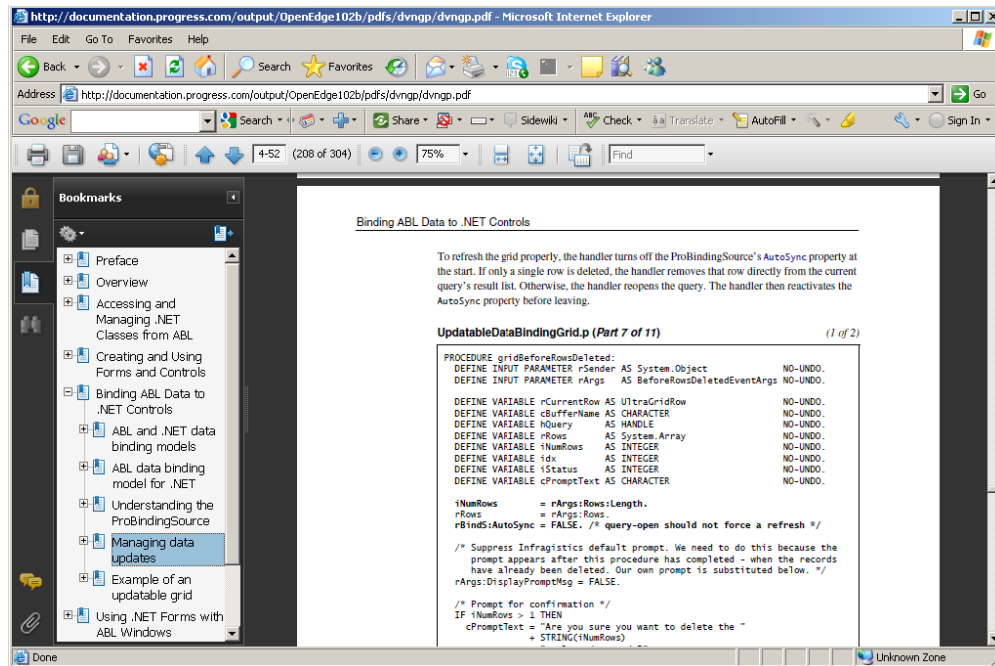 http://documentation.progress.com/output/OpenEdge102b/pdfs/dvngp/dvngp.pdf - Microsoft Internet Explorer
File Edit Go To Favorites Help
Back Search Favorites
Address http://documentation.progress.com/output/OpenEdge102b/pdfs/dvngp/dvngp.pdf Go
Google Search Share Sidewiki Check Translate AutoFill Sign In
4-52 (208 of 304) 75% Find
Bookmarks
Preface
Overview
Accessing and
Managing .NET
Classes from ABL
Creating and Using
Forms and Controls
Binding ABL Data to
.NET Controls
ABL and .NET data
binding models
ABL data binding
model for .NET
Understanding the
ProBindingSource
Managing data
updates
Example of an
updatable grid
Using .NET Forms with
ABL Windows
Binding ABL Data to .NET Controls
To refresh the grid properly, the handler turns off the ProBindingSource's AutoSync property at
the start. If only a single row is deleted, the handler removes that row directly from the current
query's result list. Otherwise, the handler reopens the query. The handler then reactivates the
AutoSync property before leaving.
UpdatableDataBindingGrid.p (Part 7 of 11) (1 of 2)
PROCEDURE gridBeforeRowsDeleted:
DEFINE INPUT PARAMETER rSender AS System.Object NO-UNDO.
DEFINE INPUT PARAMETER rArgs AS BeforeRowsDeletedEventArgs NO-UNDO.
DEFINE VARIABLE rCurrentRow AS UltraGridRow NO-UNDO.
DEFINE VARIABLE cBufferName AS CHARACTER NO-UNDO.
DEFINE VARIABLE hQuery AS HANDLE NO-UNDO.
DEFINE VARIABLE rRows AS System.Array NO-UNDO.
DEFINE VARIABLE iNumRows AS INTEGER NO-UNDO.
DEFINE VARIABLE idx AS INTEGER NO-UNDO.
DEFINE VARIABLE iStatus AS INTEGER NO-UNDO.
DEFINE VARIABLE cPromptText AS CHARACTER NO-UNDO.
iNumRows = rArgs:Rows:Length.
rRows = rArgs:Rows.
rBindS:AutoSync = FALSE. /* query-open should not force a refresh */
/* Suppress Infragistics default prompt. We need to do this because the
prompt appears after this procedure has completed - when the records
have already been deleted. Our own prompt is substituted below. */
rArgs:DisplayPromptMsg = FALSE.
/* Prompt for confirmation */
IF iNumRows > 1 THEN
cPromptText = "Are you sure you want to delete the "
+ STRING(iNumRows)
Done Unknown Zone